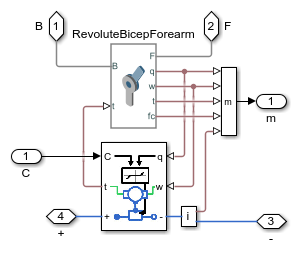 B 1 2 F
RevoluteBicepForearm
F
B q
w
t t
fc m 1
m
1 C q
C
t w
4 + - i 3
+ -